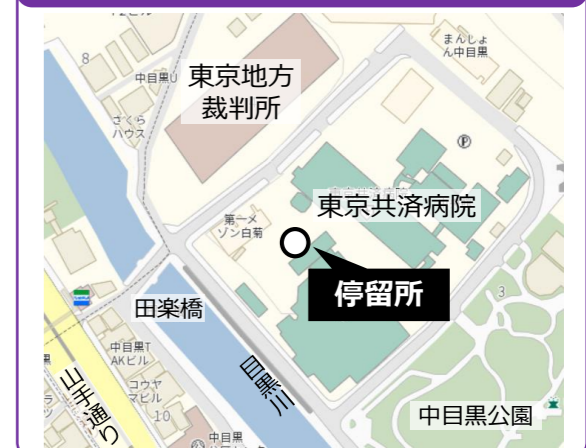 まんしょ
ん中目黒
8
中目黒U
東京地方
裁判所
さくら
ハウス
Ⓟ
東京共済病院
第一メ
ゾン白菊
停留所
3
田楽橋
中目黒T
AKビル
コウヤ
マビル
10
山手通り
目黒川
中目黒公園
中目黒